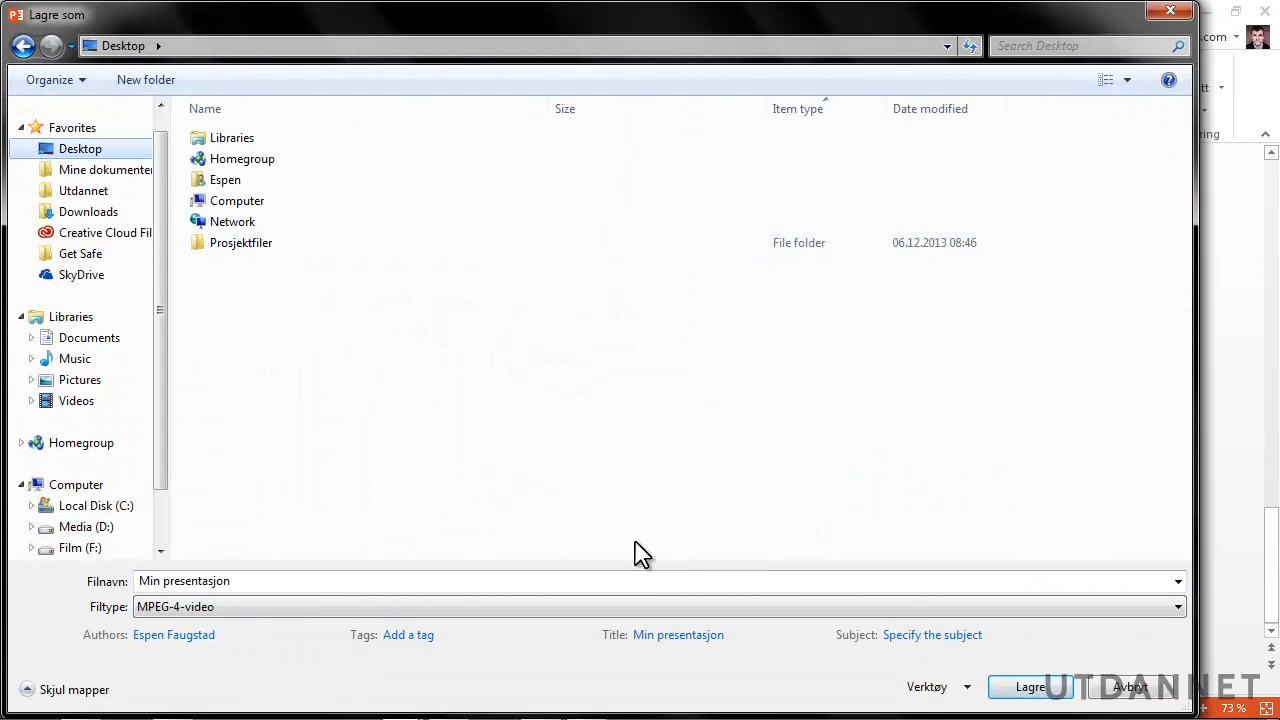 Lagre som
.com
Desktop
Search Desktop
Organize
New folder
tt
Name
Size
Item type
Date modified
ring
Favorites
Desktop
Mine dokumenter
Utdannet
Downloads
Creative Cloud Fil
Get Safe
SkyDrive
Libraries
Documents
Music
Pictures
Videos
Homegroup
Computer
Local Disk (C:)
Media (D:)
Film (F:)
Libraries
Homegroup
Espen
Computer
Network
Prosjektfiler
File folder
06.12.2013 08:46
Filnavn:
Min presentasjon
Filtype:
MPEG-4-video
Authors:
Espen Faugstad
Tags:
Add a tag
Title:
Min presentasjon
Subject:
Specify the subject
Skjul mapper
Verktøy
Lagre
Avbryt
UTDANNET
73 %